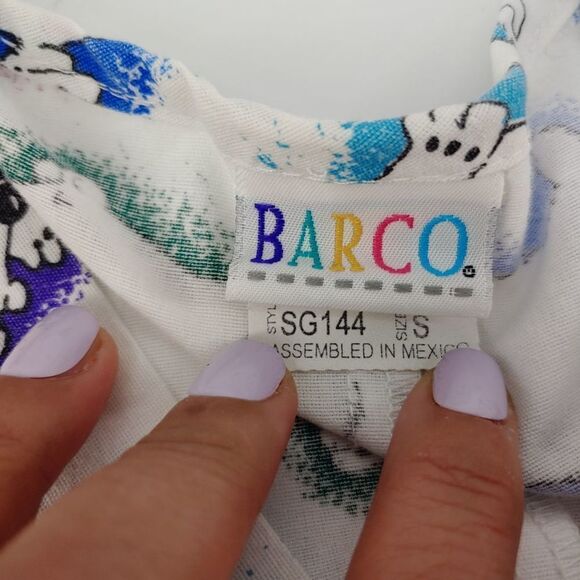 BARCO.
STYLE SG144 SIZE S
ASSEMBLED IN MEXICO